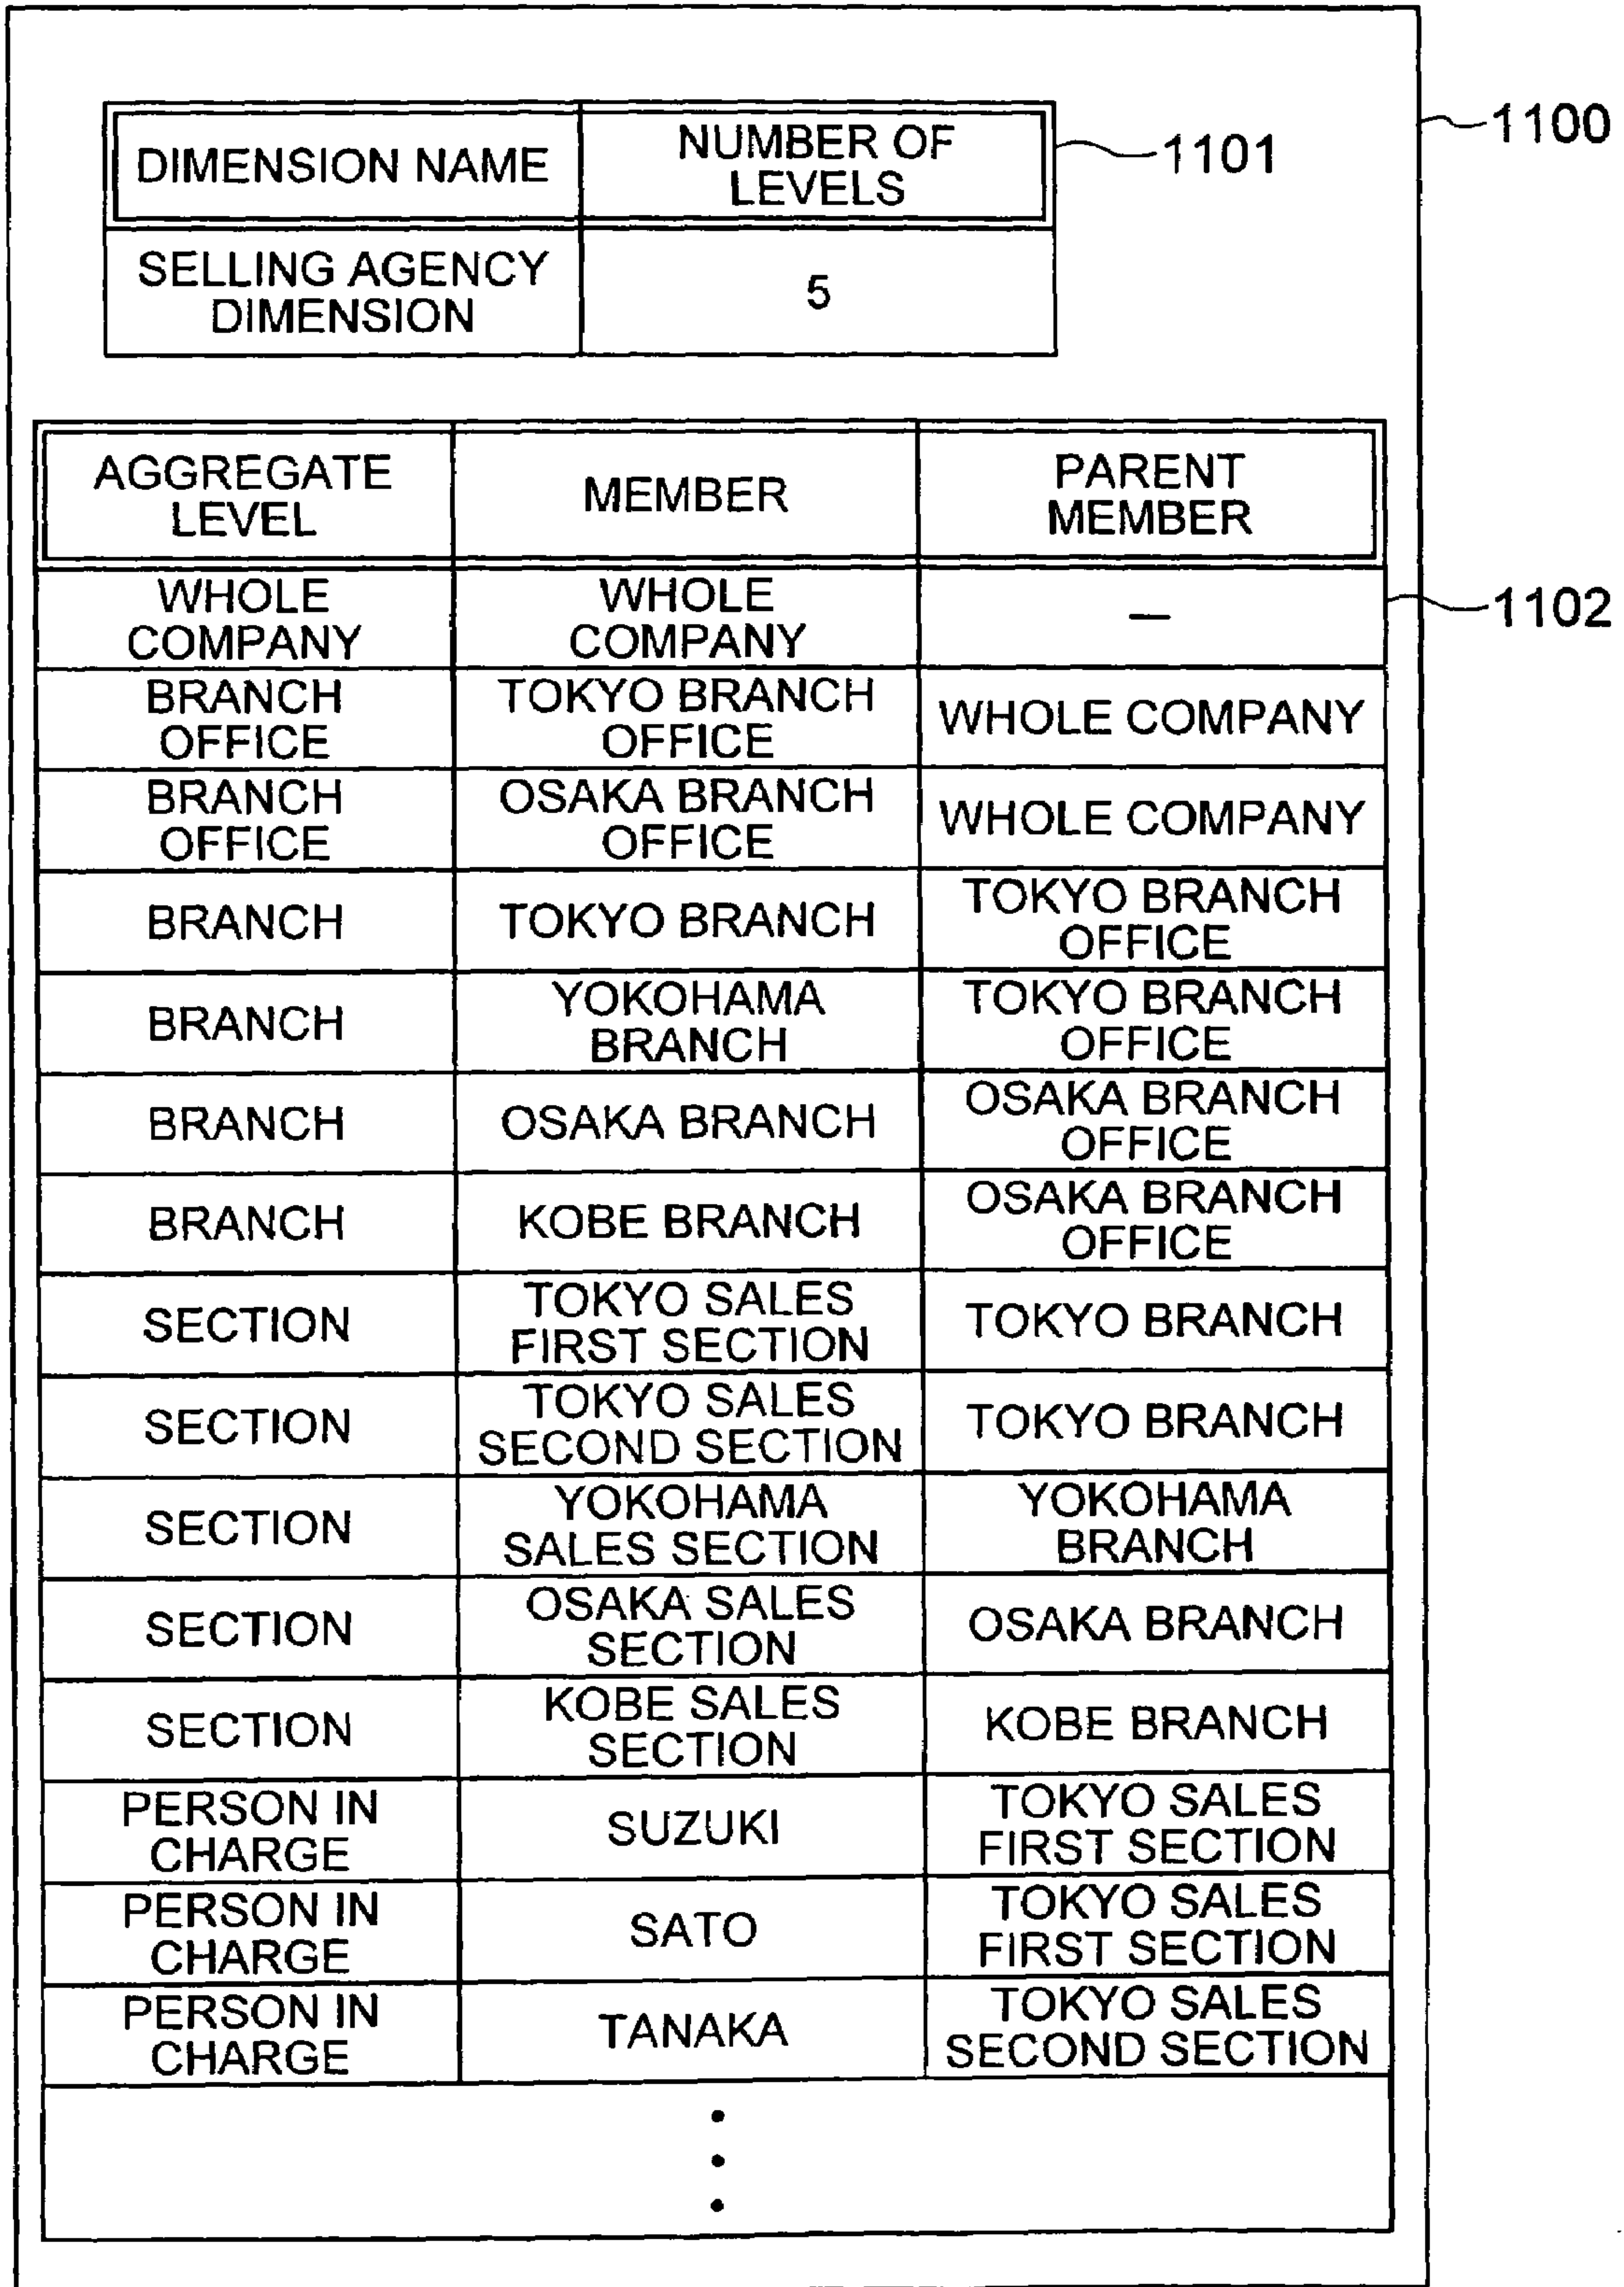 1100
DIMENSION NAME
NUMBER OF
LEVELS
1101
SELLING AGENCY
DIMENSION
5
AGGREGATE
LEVEL
MEMBER
PARENT
MEMBER
WHOLE
COMPANY
WHOLE
COMPANY
—
1102
BRANCH
OFFICE
TOKYO BRANCH
OFFICE
WHOLE COMPANY
BRANCH
OFFICE
OSAKA BRANCH
OFFICE
WHOLE COMPANY
BRANCH
TOKYO BRANCH
TOKYO BRANCH
OFFICE
BRANCH
YOKOHAMA
BRANCH
TOKYO BRANCH
OFFICE
BRANCH
OSAKA BRANCH
OSAKA BRANCH
OFFICE
BRANCH
KOBE BRANCH
OSAKA BRANCH
OFFICE
SECTION
TOKYO SALES
FIRST SECTION
TOKYO BRANCH
SECTION
TOKYO SALES
SECOND SECTION
TOKYO BRANCH
SECTION
YOKOHAMA
SALES SECTION
YOKOHAMA
BRANCH
SECTION
OSAKA SALES
SECTION
OSAKA BRANCH
SECTION
KOBE SALES
SECTION
KOBE BRANCH
PERSON IN
CHARGE
SUZUKI
TOKYO SALES
FIRST SECTION
PERSON IN
CHARGE
SATO
TOKYO SALES
FIRST SECTION
PERSON IN
CHARGE
TANAKA
TOKYO SALES
SECOND SECTION